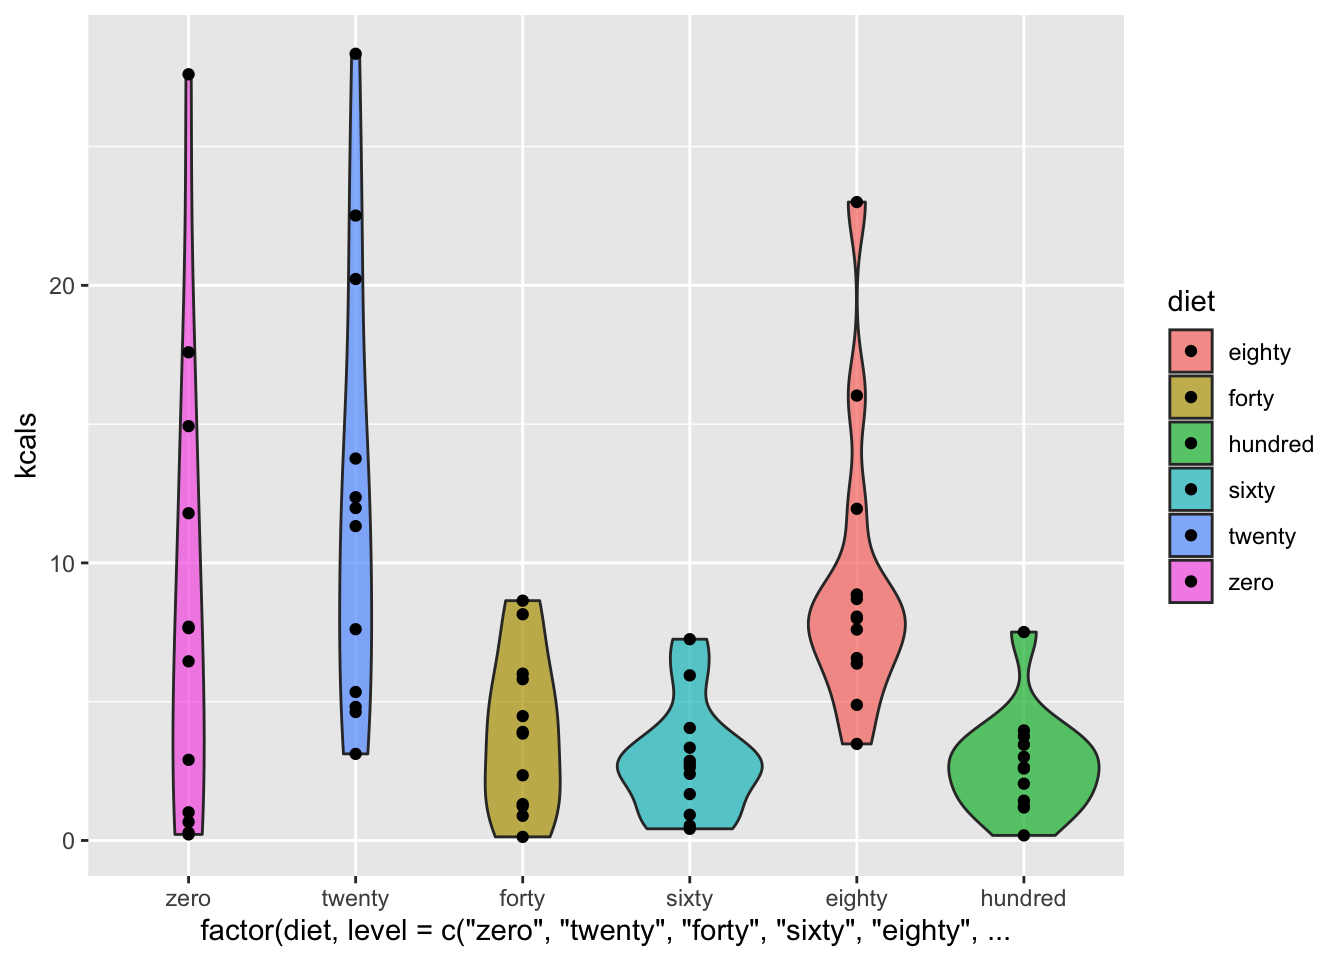 kcals
20
10
0
zero twenty forty sixty eighty hundred
factor(diet, level = c("zero", "twenty", "forty", "sixty", "eighty", ...
diet
eighty
forty
hundred
sixty
twenty
zero